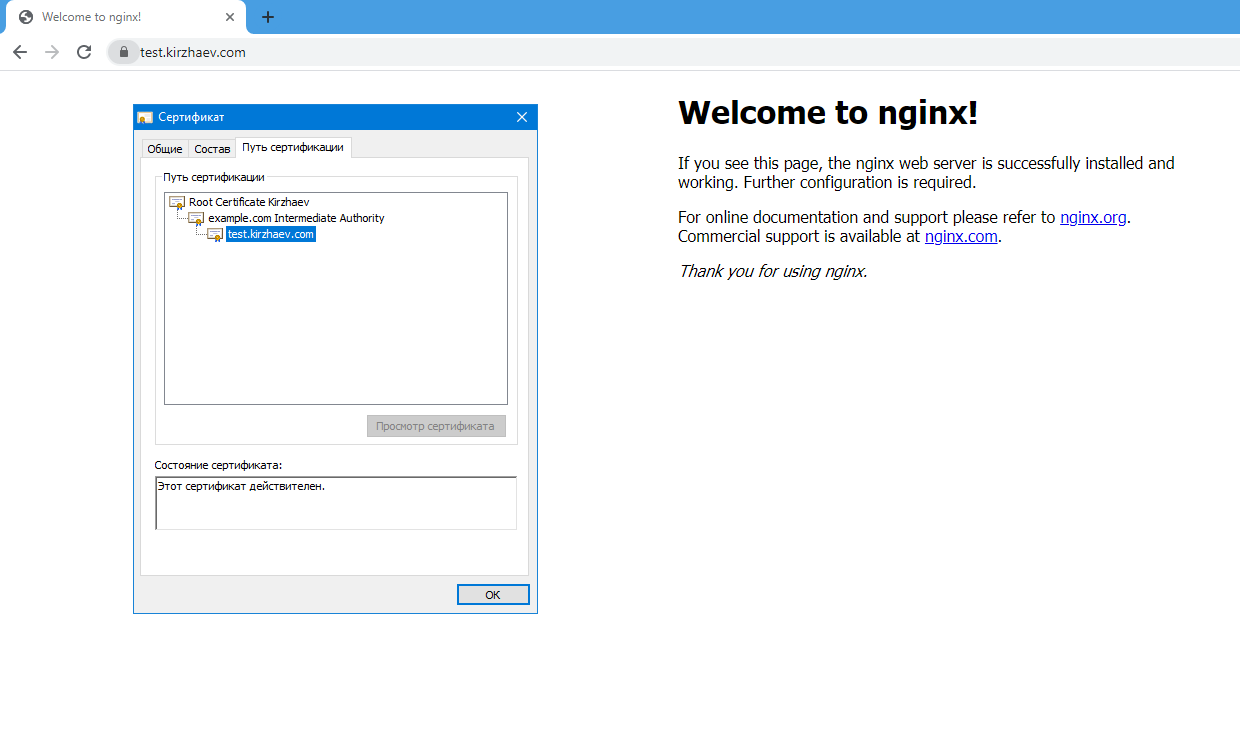 Welcome to nginx!
test.kirzhaev.com
Сертификат
Общие
Состав
Путь сертификации
Путь сертификации
Root Certificate Kirzhaev
example.com Intermediate Authority
test.kirzhaev.com
Просмотр сертификата
Состояние сертификата:
Этот сертификат действителен.
ОК
Welcome to nginx!
If you see this page, the nginx web server is successfully installed and
working. Further configuration is required.
For online documentation and support please refer to nginx.org.
Commercial support is available at nginx.com.
Thank you for using nginx.